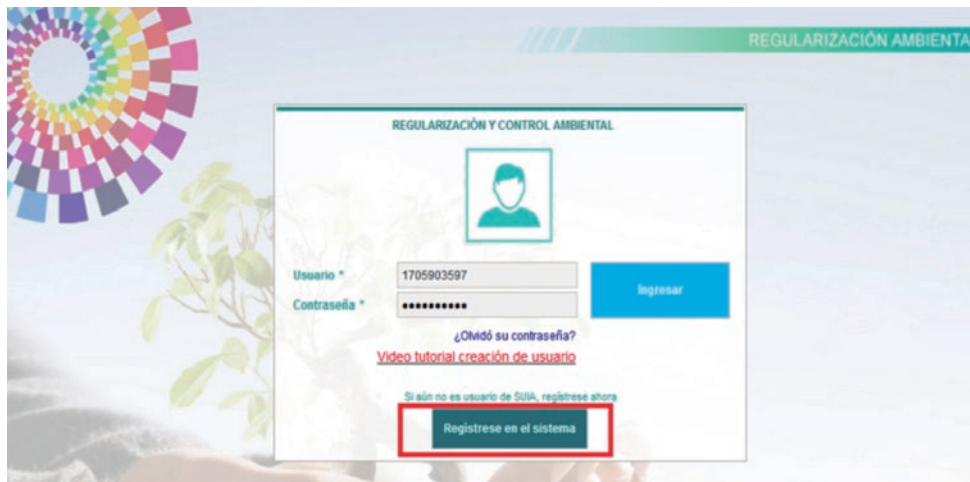 REGULARIZACIÓN AMBIENTA
REGULARIZACIÓN Y CONTROL AMBIENTAL
Usuario * 1705903597
Ingresar
Contraseña * ••••••••••
¿Olvidó su contraseña?
Video tutorial creación de usuario
Si aún no es usuario de SUIA, regístrese ahora
Regístrese en el sistema